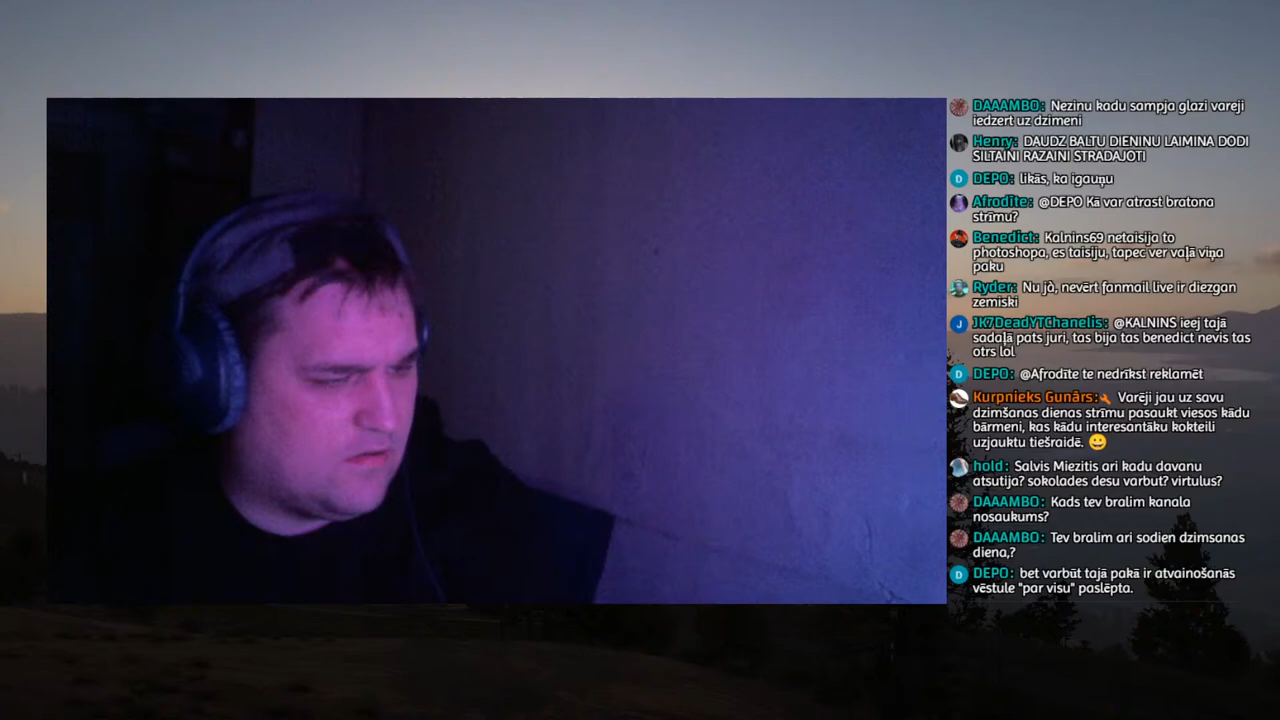 DAAAMBO: Nezinu kadu sampja glazi vareji
iedzert uz dzimeni
Henry: DAUDZ BALTU DIENINU LAIMINA DODI
SILTAINI RAZAINI STRADAJOTI
D DEPO: likās, ka igauņu
Afrodīte: @DEPO Kā var atrast bratona
strīmu?
Benedict: Kalnins69 netaisija to
photoshopa, es taisiju, tapec ver vaļā viņa
paku
Ryder: Nu jà, nevērt fanmail live ir diezgan
zemiski
J JK7DeadYTChanelis: @KALNINS ieej tajā
sadaļā pats juri, tas bija tas benedict nevis tas
otrs lol
D DEPO: @Afrodīte te nedrīkst reklamēt
Kurpnieks Gunārs: Varēji jau uz savu
dzimšanas dienas strīmu pasaukt viesos kādu
bārmeni, kas kādu interesantāku kokteili
uzjauktu tiešraidē. 😀
hold: Salvis Miezitis ari kadu davanu
atsutija? sokolades desu varbut? virtulus?
DAAAMBO: Kads tev bralim kanala
nosaukums?
DAAAMBO: Tev bralim ari sodien dzimsanas
diena,?
D DEPO: bet varbūt tajā pakā ir atvainošanās
vēstule "par visu" paslēpta.